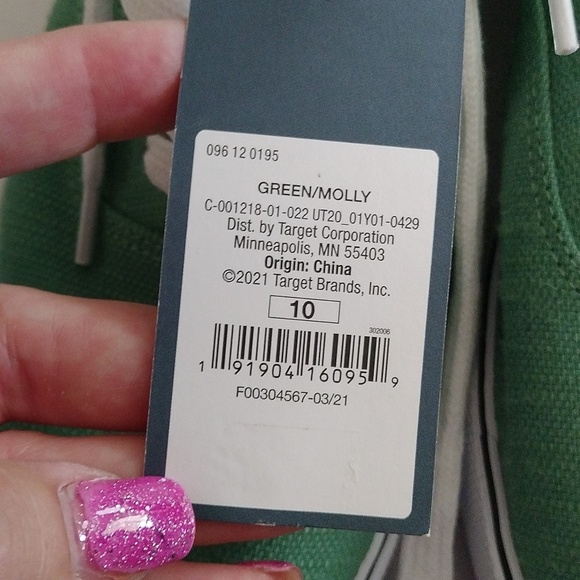 096 12 0195
GREEN/MOLLY
C-001218-01-022 UT20_01Y01-0429
Dist. by Target Corporation
Minneapolis, MN 55403
Origin: China
©2021 Target Brands, Inc.
10
302006
1 91904 16095 9
F00304567-03/21